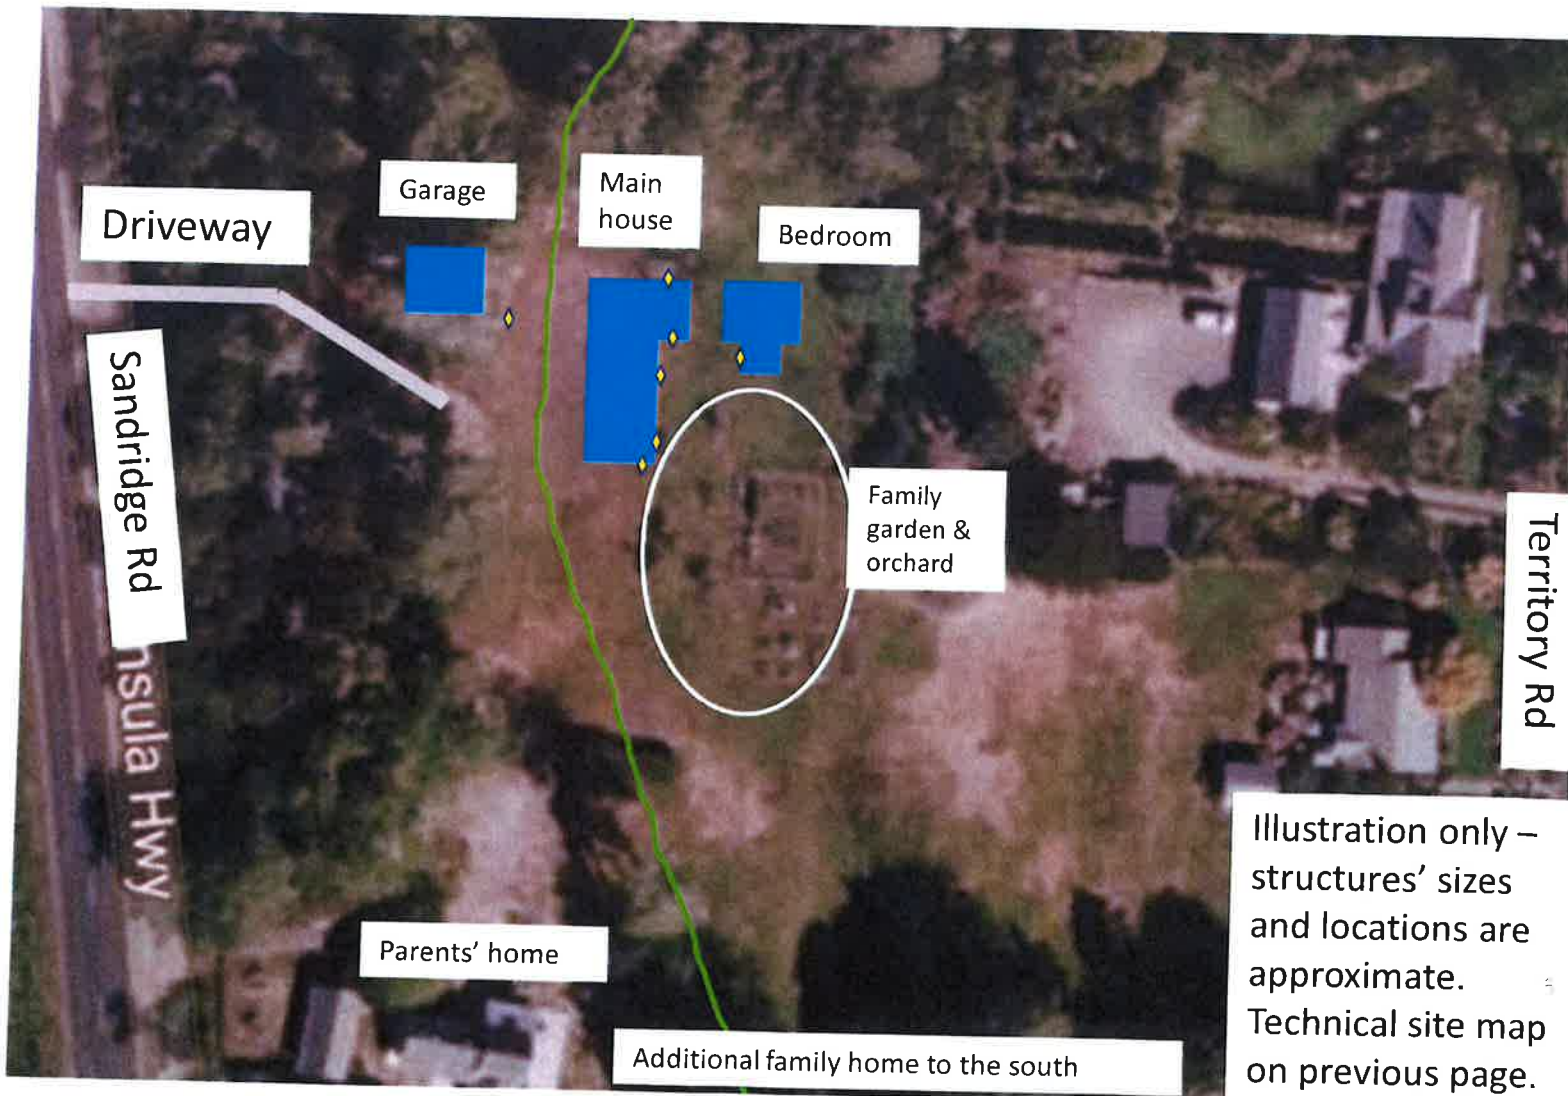 Garage
Main
house
Driveway
Bedroom
Sandridge Rd
nsula Hwy
Family
garden &
orchard
Territory Rd
Illustration only –
structures’ sizes
and locations are
approximate.
Technical site map
on previous page.
Parents’ home
Additional family home to the south